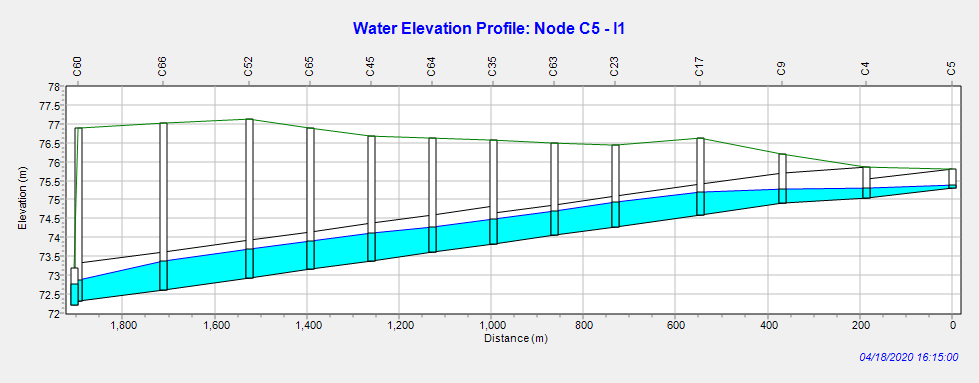 Water Elevation Profile: Node C5 - I1
C60 C66 C52 C65 C45 C64 C35 C63 C23 C17 C9 C4 C5
78
77.5
77
76.5
76
75.5
75
74.5
74
73.5
73
72.5
72
Elevation (m)
1,800 1,600 1,400 1,200 1,000 800 600 400 200 0
Distance (m)
04/18/2020 16:15:00